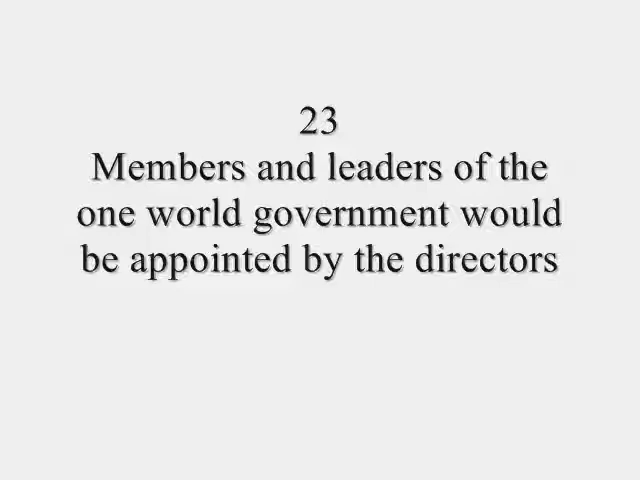 23
Members and leaders of the
one world government would
be appointed by the directors